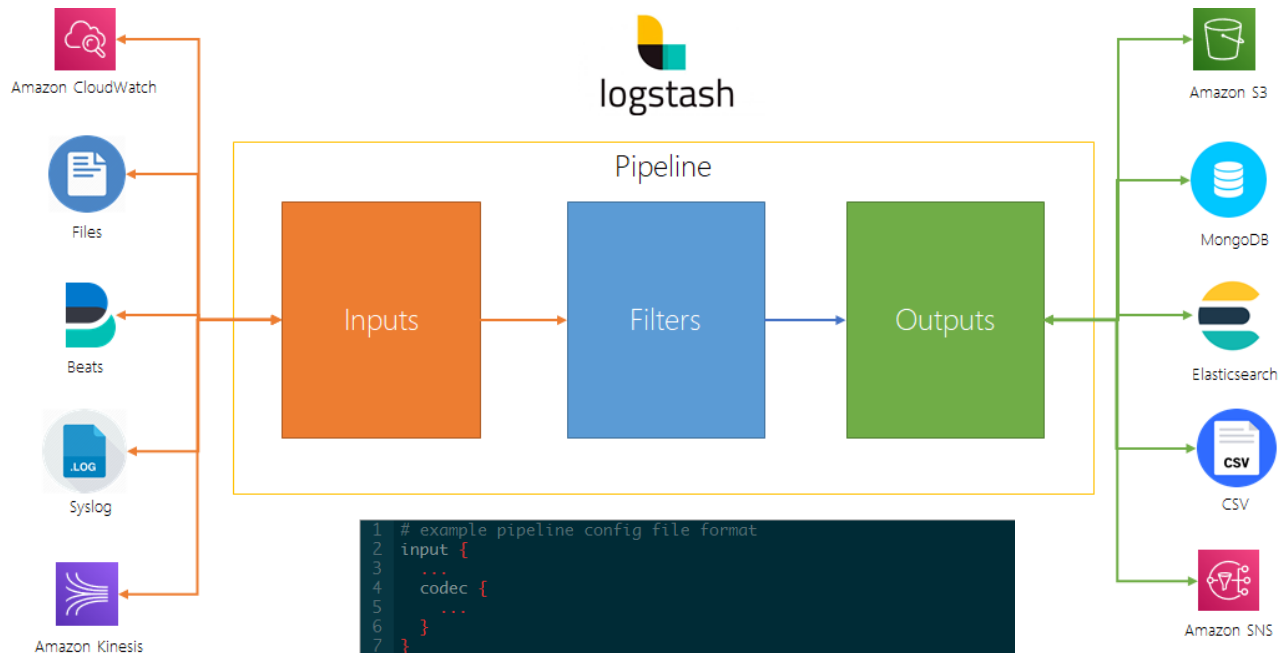 logstash
Amazon CloudWatch
Files
Beats
.LOG
Syslog
Amazon Kinesis
Pipeline
Inputs
Filters
Outputs
Amazon S3
MongoDB
Elasticsearch
CSV
CSV
Amazon SNS
1 # example pipeline config file format
2 input {
3 ...
4 codec {
5 ...
6 }
7 }